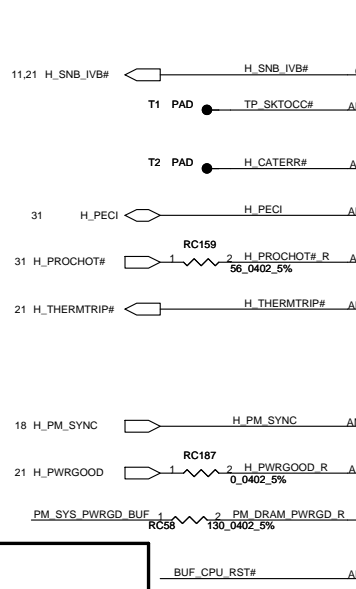 11,21 H_SNB_IVB# H_SNB_IVB#
T1 PAD TP_SKTOCC#
T2 PAD H_CATERR#
31 H_PECI H_PECI
RC159
31 H_PROCHOT# 1 2 H_PROCHOT#_R
56_0402_5%
21 H_THERMTRIP# H_THERMTRIP#
18 H_PM_SYNC H_PM_SYNC
RC187
21 H_PWRGOOD 1 2 H_PWRGOOD_R
0_0402_5%
PM_SYS_PWRGD_BUF 1 2 PM_DRAM_PWRGD_R
RC58 130_0402_5%
BUF_CPU_RST#